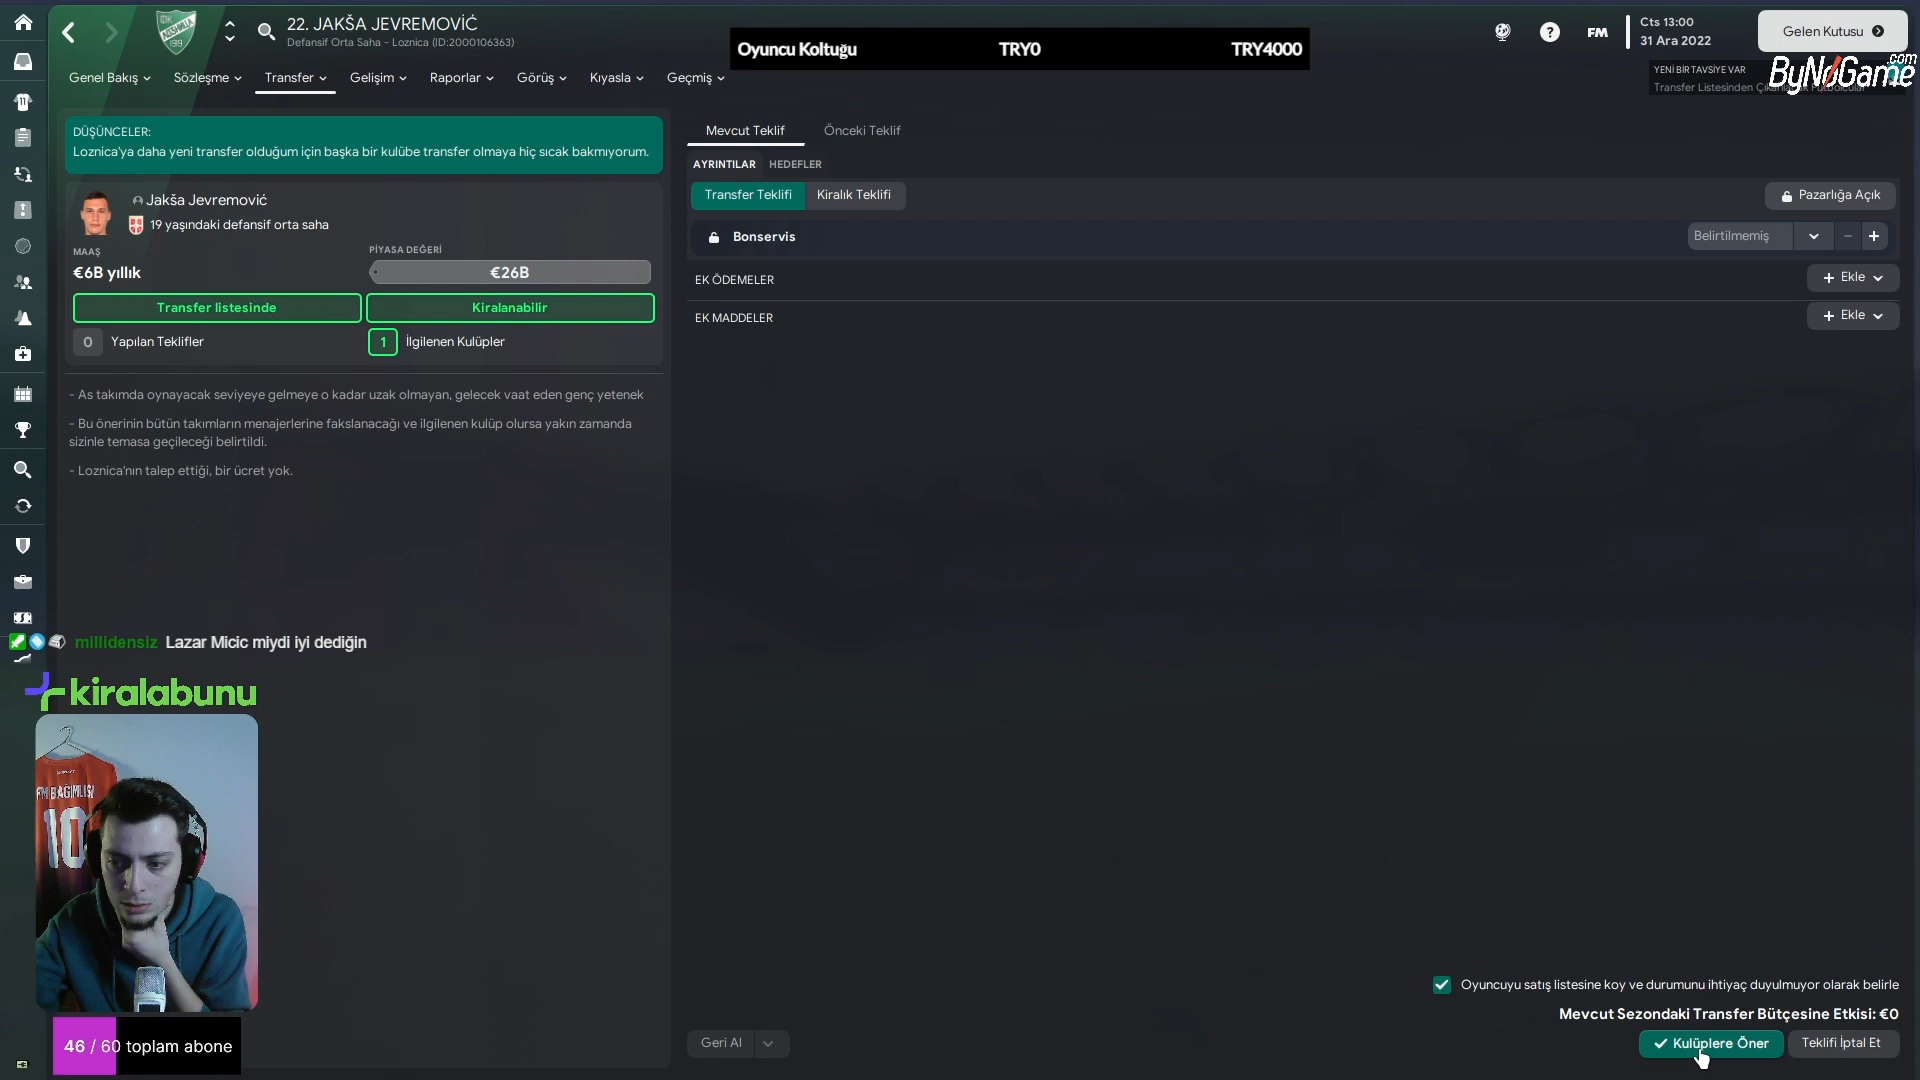 22. JAKŠA JEVREMOVIĆ
Defansif Orta Saha - Loznica (ID:2000106363)
Oyuncu Koltuğu TRY0 TRY4000
FM
Cts 13:00
31 Ara 2022
Gelen Kutusu
Genel Bakış Sözleşme Transfer Gelişim Raporlar Görüş Kıyasla Geçmiş
YENİ BİR TAVSİYE VAR
Transfer Listesinden
ByNoGame.com
DÜŞÜNCELER:
Loznica'ya daha yeni transfer olduğum için başka bir kulübe transfer olmaya hiç sıcak bakmıyorum.
Jakša Jevremović
19 yaşındaki defansif orta saha
MAAŞ
€6B yıllık
PİYASA DEĞERİ
€26B
Transfer listesinde
Kiralanabilir
0 Yapılan Teklifler
1 İlgilenen Kulüpler
- As takımda oynayacak seviyeye gelmeye o kadar uzak olmayan, gelecek vaat eden genç yetenek
- Bu önerinin bütün takımların menajerlerine fakslanacağı ve ilgilenen kulüp olursa yakın zamanda
sizinle temasa geçileceği belirtildi.
- Loznica'nın talep ettiği, bir ücret yok.
Mevcut Teklif Önceki Teklif
AYRINTILAR HEDEFLER
Transfer Teklifi Kiralık Teklifi
Pazarlığa Açık
Bonservis
Belirtilmemiş
EK ÖDEMELER
+ Ekle
EK MADDELER
+ Ekle
millidensiz Lazar Micic miydi iyi dediğin
kiralabunu
FM BAĞIMLISI
10
46 / 60 toplam abone
Oyuncuyu satış listesine koy ve durumunu ihtiyaç duyulmuyor olarak belirle
Mevcut Sezondaki Transfer Bütçesine Etkisi: €0
Geri Al
Kulüplere Öner
Teklifi İptal Et